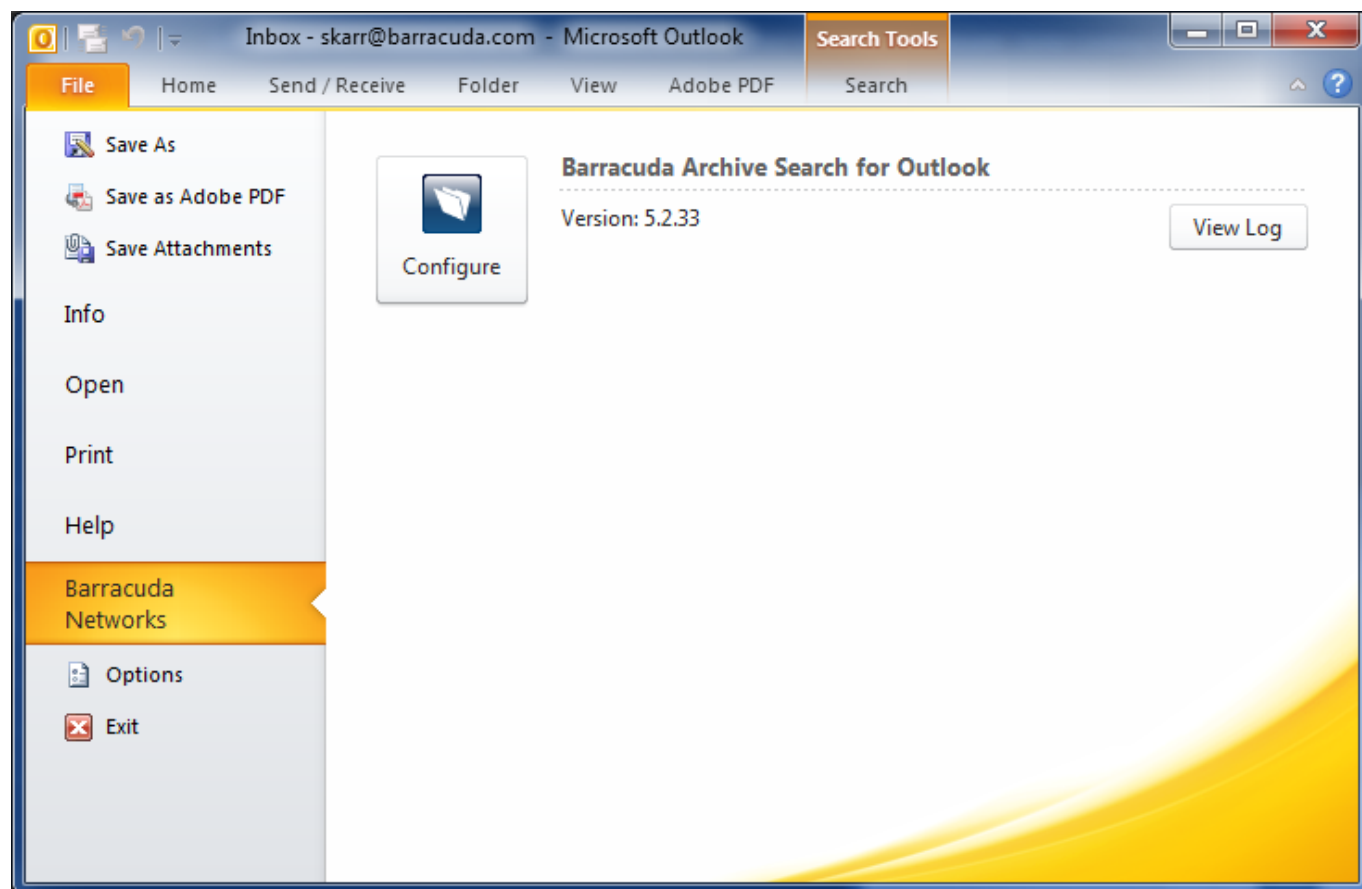 Inbox - skarr@barracuda.com - Microsoft Outlook
Search Tools
File Home Send / Receive Folder View Adobe PDF Search
Save As
Save as Adobe PDF
Save Attachments
Info
Open
Print
Help
Barracuda
Networks
Options
Exit
Configure
Barracuda Archive Search for Outlook
Version: 5.2.33
View Log